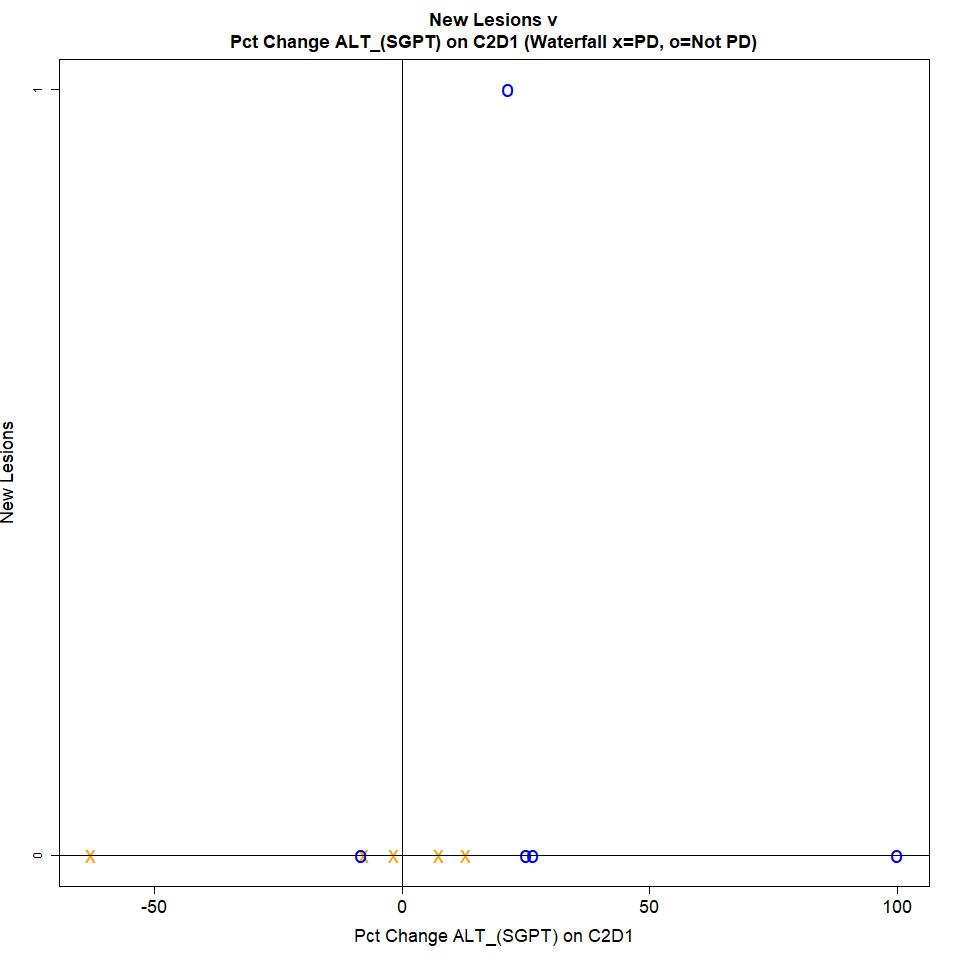 New Lesions v
Pct Change ALT_(SGPT) on C2D1 (Waterfall x=PD, o=Not PD)
1
New Lesions
0
-50 0 50 100
Pct Change ALT_(SGPT) on C2D1